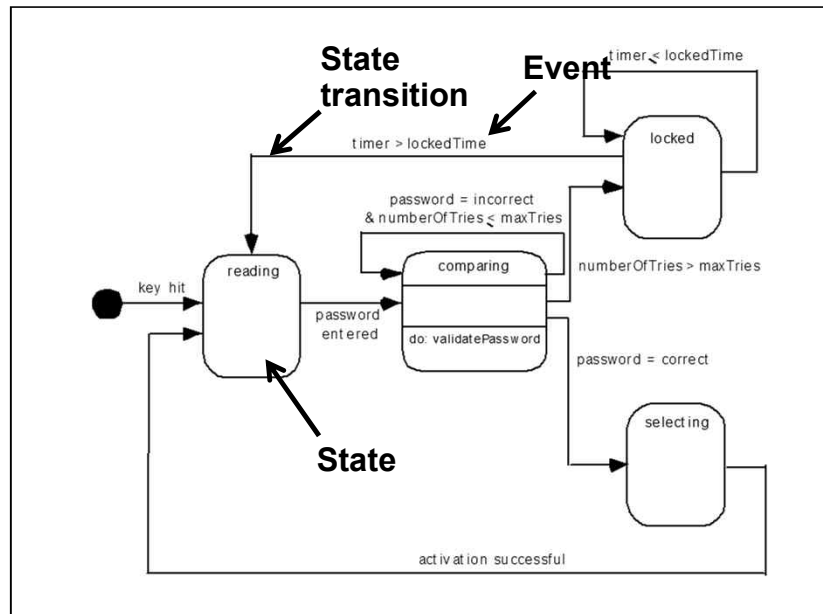 State
transition
Event
timer < lockedTime
locked
timer > lockedTime
password = incorrect
& numberOfTries < maxTries
reading
comparing
numberOfTries > maxTries
key hit
password
entered
do: validatePassword
password = correct
selecting
State
activation successful